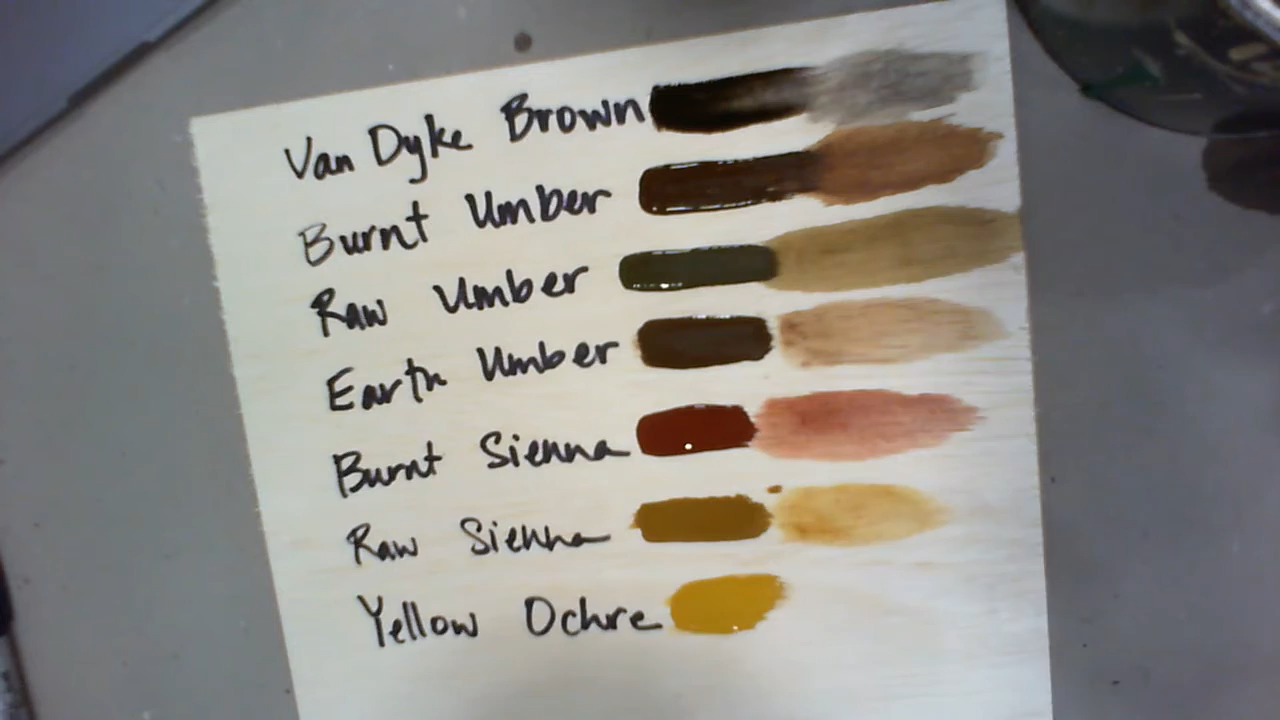 Van Dyke Brown
Burnt Umber
Raw Umber
Earth Umber
Burnt Sienna
Raw Sienna
Yellow Ochre